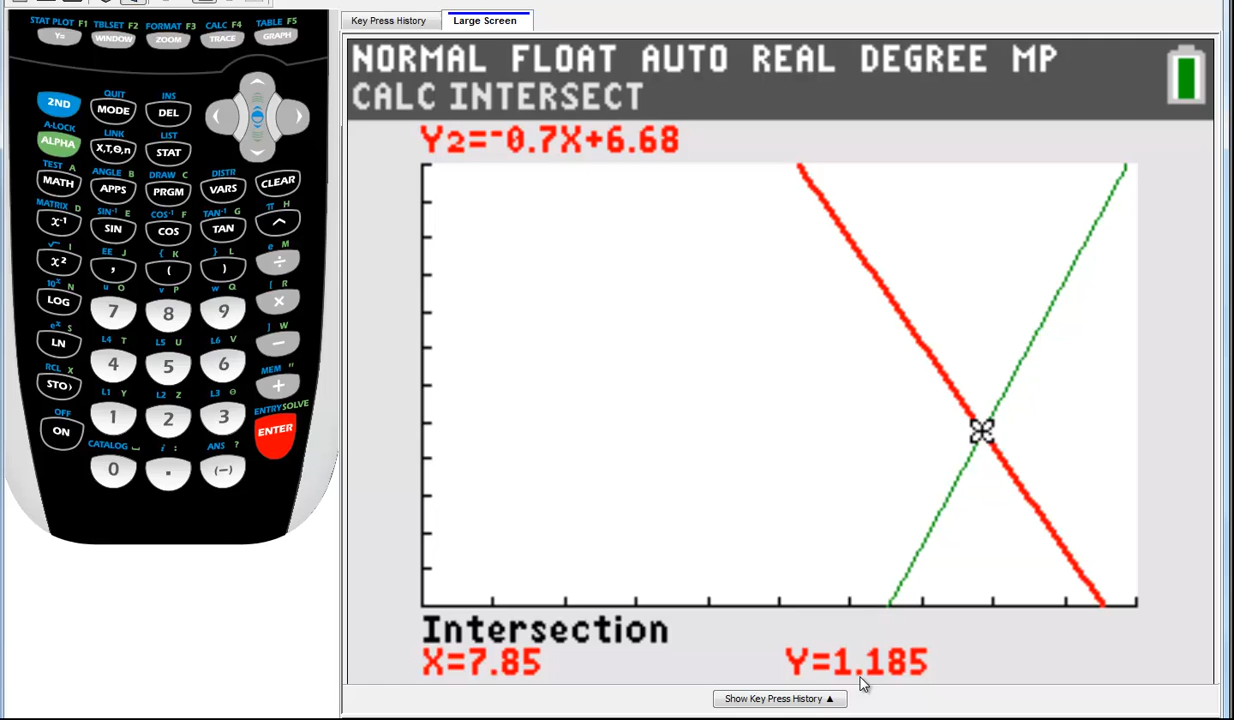 STAT PLOT F1 TBLSET F2 FORMAT F3 CALC F4 TABLE F5
Y= WINDOW ZOOM TRACE GRAPH
QUIT INS
2ND MODE DEL
A-LOCK LINK LIST
ALPHA X,T,Θ,n STAT
TEST A ANGLE B DRAW C DISTR
MATH APPS PRGM VARS CLEAR
MATRIX D SIN⁻¹ E COS⁻¹ F TAN⁻¹ G π H
x⁻¹ SIN COS TAN ^
√ I EE J { K } L e M
x² , ( ) ÷
10ˣ N u O v P w Q [ R
LOG 7 8 9 ×
eˣ S L4 T L5 U L6 V ] W
LN 4 5 6 −
RCL X L1 Y L2 Z L3 Θ MEM "
STO› 1 2 3 +
OFF ENTRY SOLVE
ON ENTER
CATALOG ⎵ i : ANS ?
0 . (−)
Key Press History Large Screen
NORMAL FLOAT AUTO REAL DEGREE MP
CALC INTERSECT
Y2=⁻0.7X+6.68
Intersection
X=7.85 Y=1.185
Show Key Press History ▲